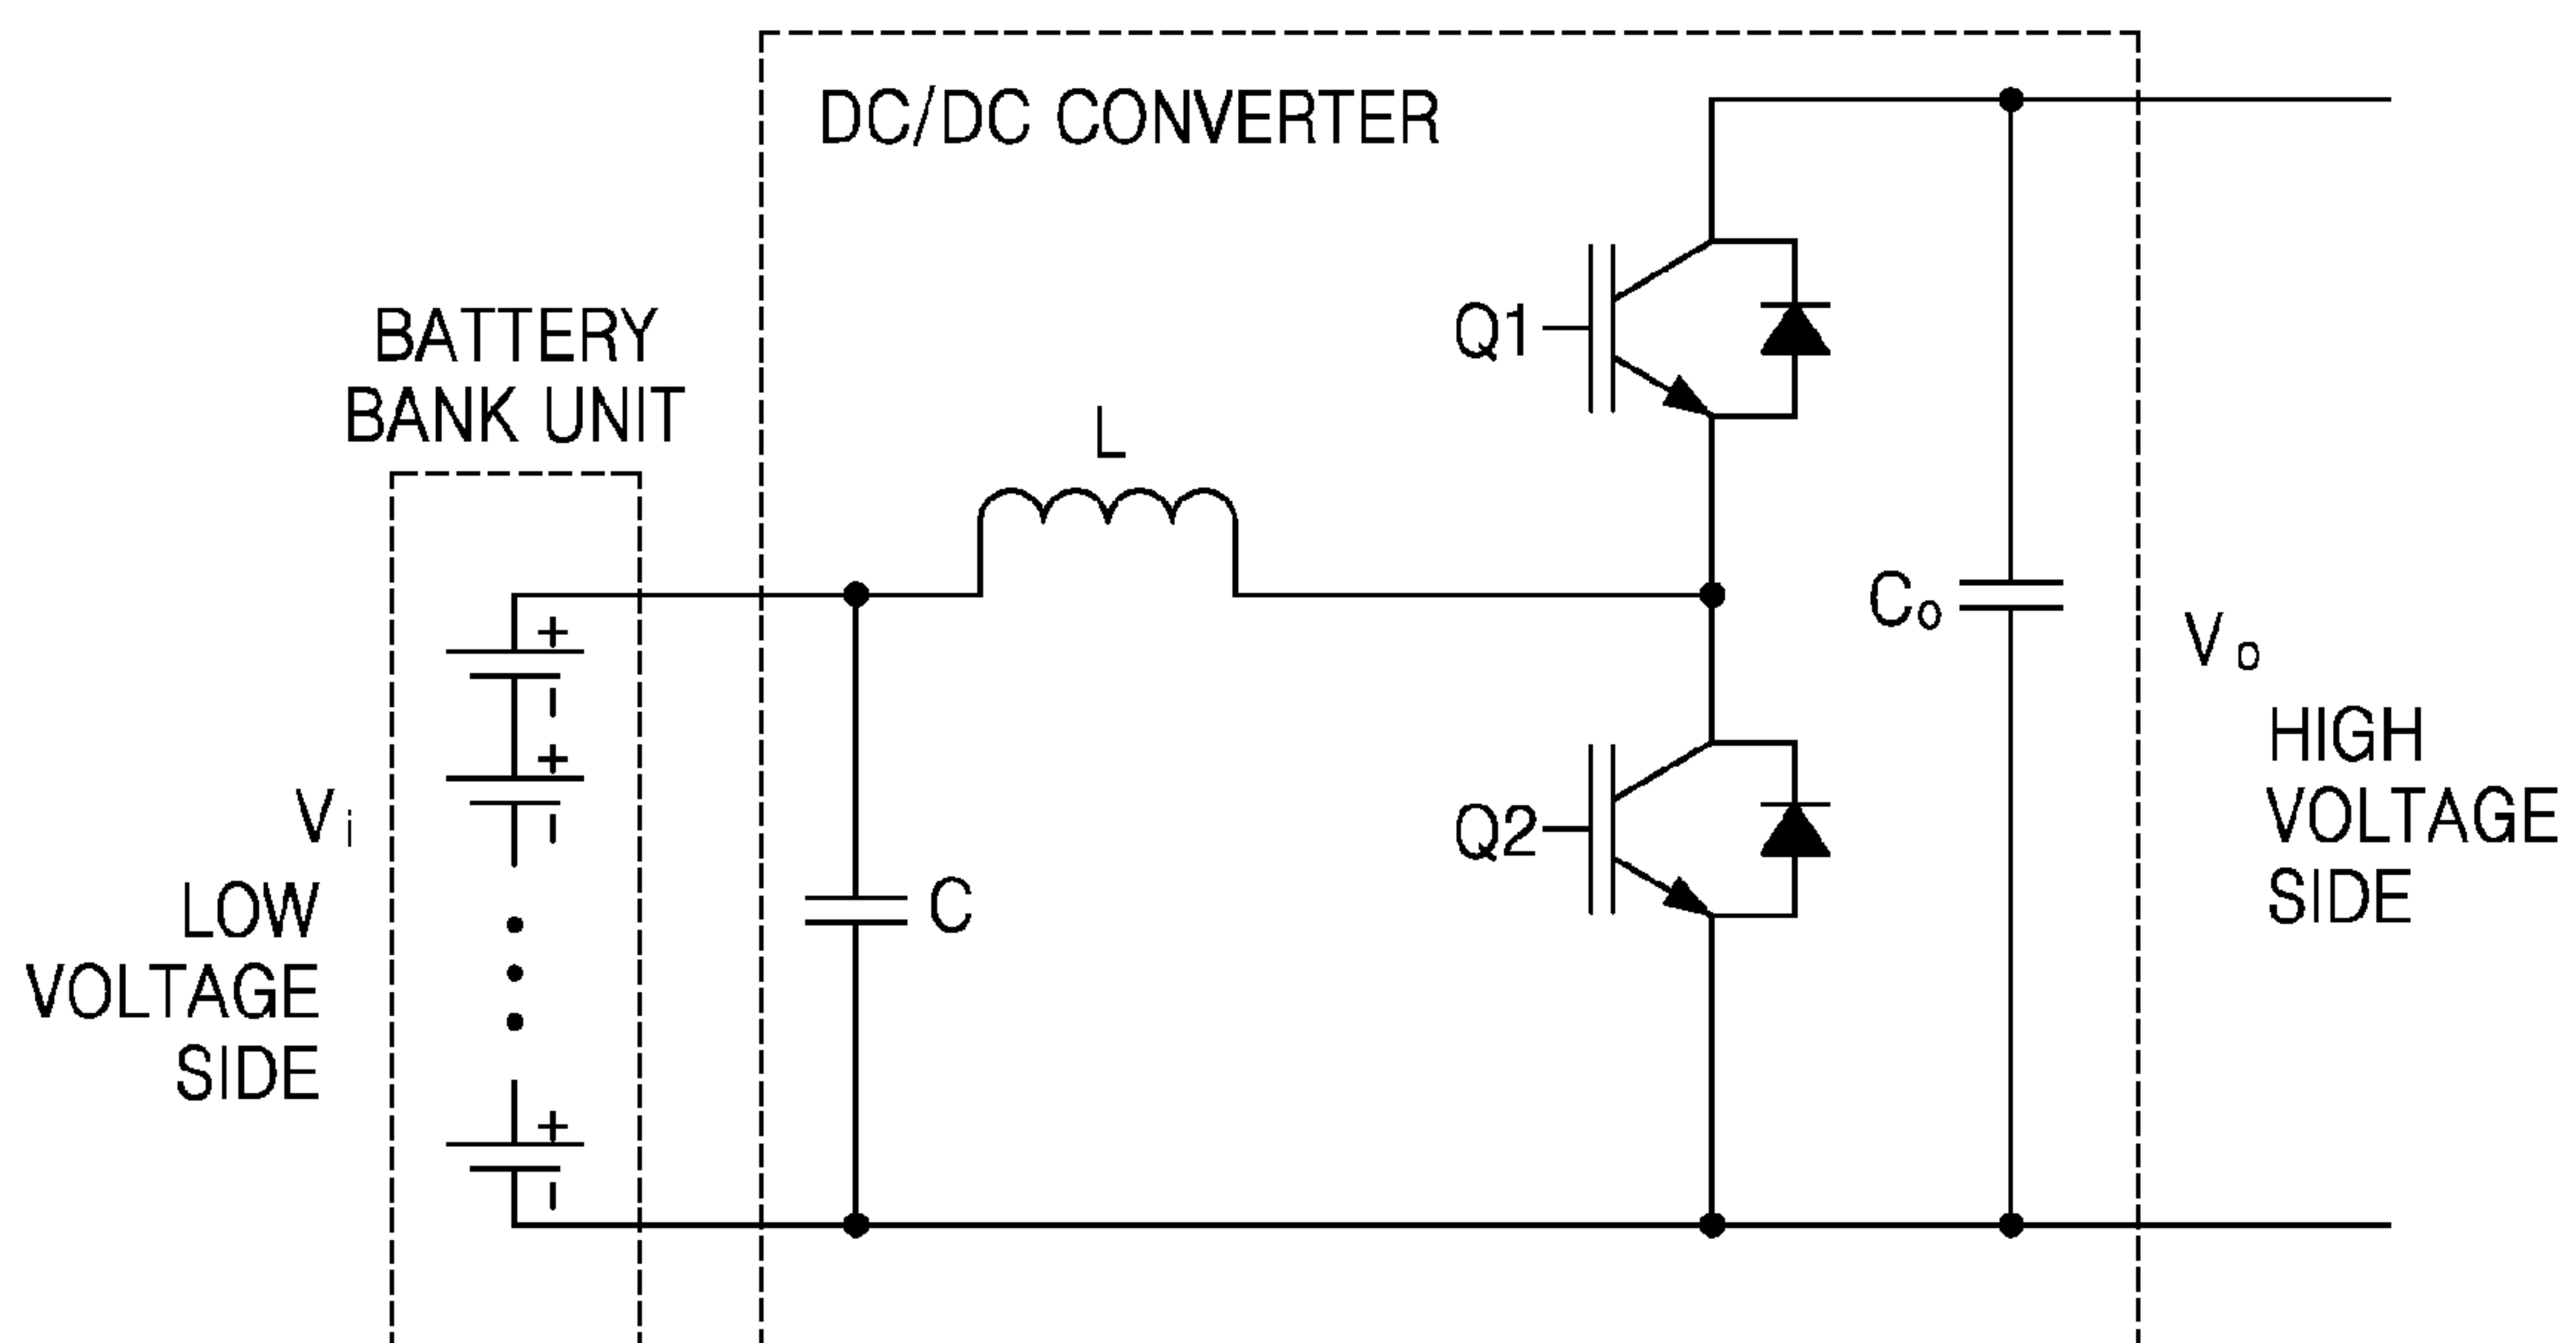 DC/DC CONVERTER
BATTERY
BANK UNIT
Q1
L
+
-
+
-
Co
Vo
HIGH
VOLTAGE
SIDE
Vi
LOW
VOLTAGE
SIDE
Q2
C
+
-